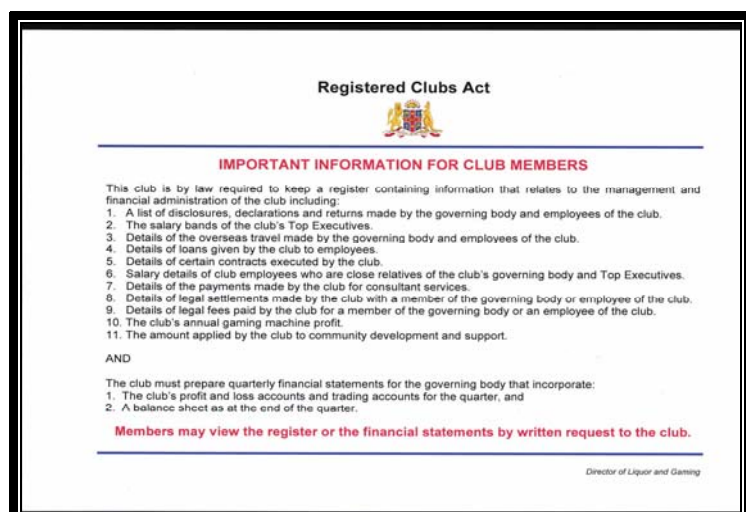 Registered Clubs Act
IMPORTANT INFORMATION FOR CLUB MEMBERS
This club is by law required to keep a register containing information that relates to the management and
financial administration of the club including:
1. A list of disclosures, declarations and returns made by the governing body and employees of the club.
2. The salary bands of the club's Top Executives.
3. Details of the overseas travel made by the governing body and employees of the club.
4. Details of loans given by the club to employees.
5. Details of certain contracts executed by the club.
6. Salary details of club employees who are close relatives of the club's governing body and Top Executives.
7. Details of the payments made by the club for consultant services.
8. Details of legal settlements made by the club with a member of the governing body or employee of the club.
9. Details of legal fees paid by the club for a member of the governing body or an employee of the club.
10. The club's annual gaming machine profit.
11. The amount applied by the club to community development and support.
AND
The club must prepare quarterly financial statements for the governing body that incorporate:
1. The club's profit and loss accounts and trading accounts for the quarter, and
2. A balance sheet as at the end of the quarter.
Members may view the register or the financial statements by written request to the club.
Director of Liquor and Gaming